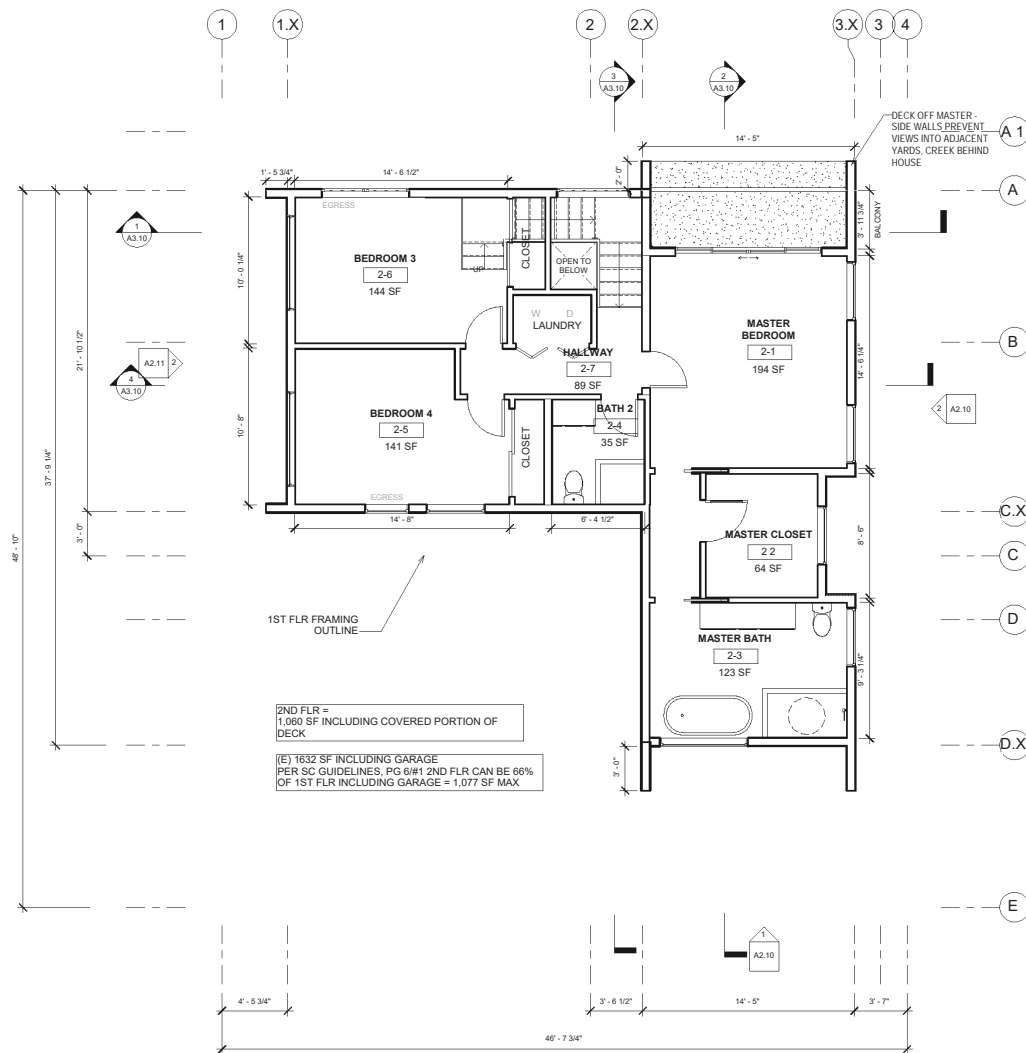 1
1.X
2
2.X
3.X
3
4
3
A3.10
2
A3.10
DECK OFF MASTER -
SIDE WALLS PREVENT
VIEWS INTO ADJACENT
YARDS, CREEK BEHIND
HOUSE
A 1
14' - 5"
1' - 5 3/4"
14' - 6 1/2"
2' - 0"
A
EGRESS
3' - 11 3/4"
BALCONY
1
A3.10
CLOSET
BEDROOM 3
2-6
144 SF
UP
OPEN TO
BELOW
10' - 0 1/4"
W D
LAUNDRY
MASTER
BEDROOM
2-1
194 SF
14' - 6 1/4"
B
HALLWAY
2-7
89 SF
21' - 10 1/2"
A2.11
2
4
A3.10
2
A2.10
BEDROOM 4
2-5
141 SF
BATH 2
2-4
35 SF
10' - 8"
CLOSET
37' - 9 1/4"
EGRESS
14' - 8"
6' - 4 1/2"
C.X
3' - 0"
MASTER CLOSET
2 2
64 SF
8' - 6"
C
48' - 10"
1ST FLR FRAMING
OUTLINE
D
MASTER BATH
2-3
123 SF
9' - 3 1/4"
2ND FLR =
1,060 SF INCLUDING COVERED PORTION OF
DECK
D.X
(E) 1632 SF INCLUDING GARAGE
PER SC GUIDELINES, PG 6/#1 2ND FLR CAN BE 66%
OF 1ST FLR INCLUDING GARAGE = 1,077 SF MAX
3' - 0"
E
1
A2.10
4' - 5 3/4"
3' - 6 1/2"
14' - 5"
3' - 7"
46' - 7 3/4"